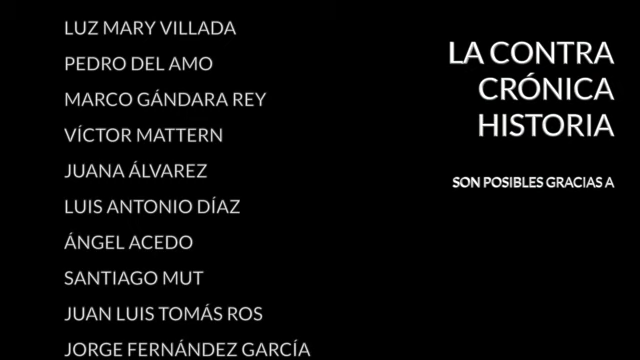 LUZ MARY VILLADA
PEDRO DEL AMO
MARCO GÁNDARA REY
VÍCTOR MATTERN
JUANA ÁLVAREZ
LUIS ANTONIO DÍAZ
ÁNGEL ACEDO
SANTIAGO MUT
JUAN LUIS TOMÁS ROS
JORGE FERNÁNDEZ GARCÍA
LA CONTRA
CRÓNICA
HISTORIA
SON POSIBLES GRACIAS A